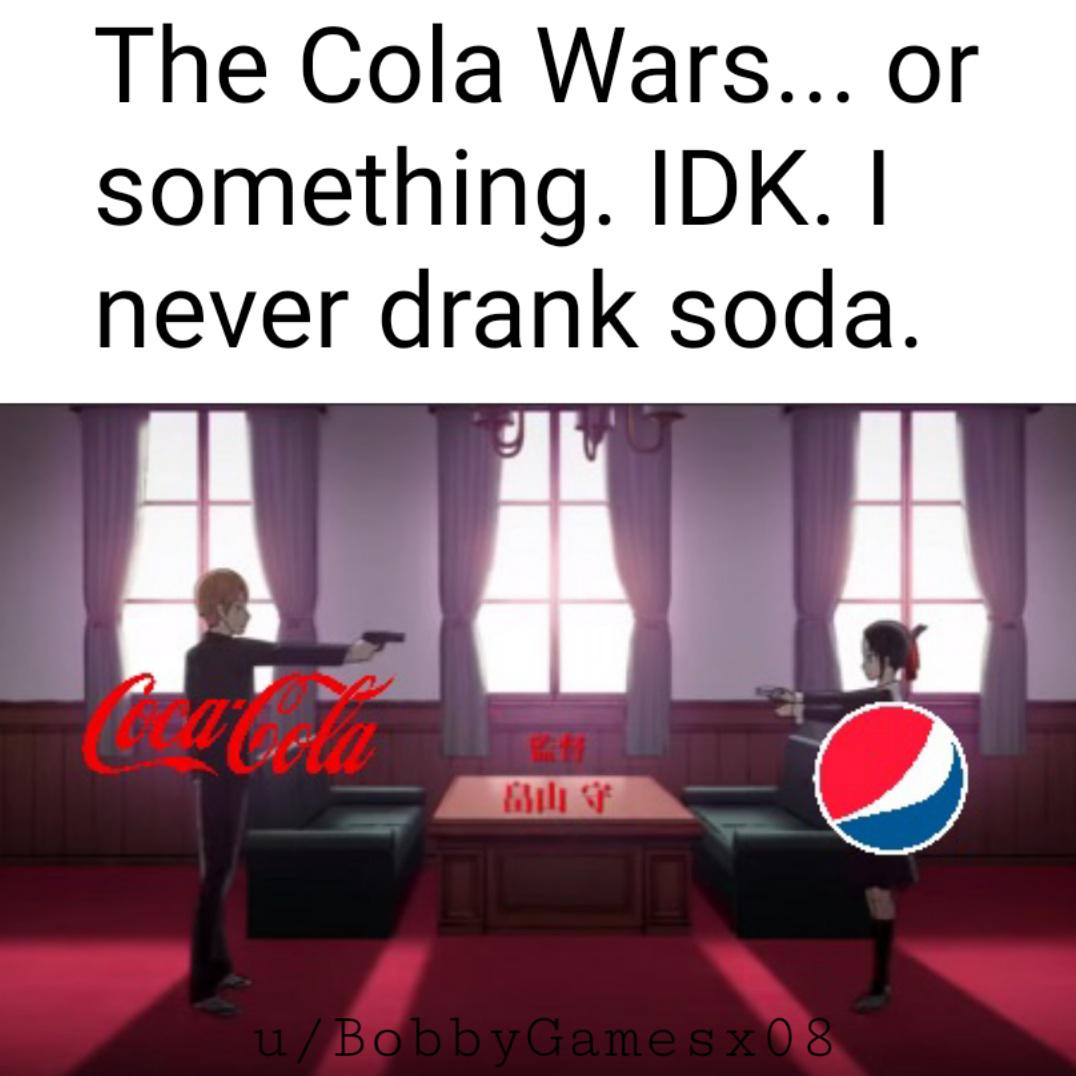 The Cola Wars... or
something. IDK. I
never drank soda.
Coca-Cola
監督
畠山 守
u/BobbyGamesx08